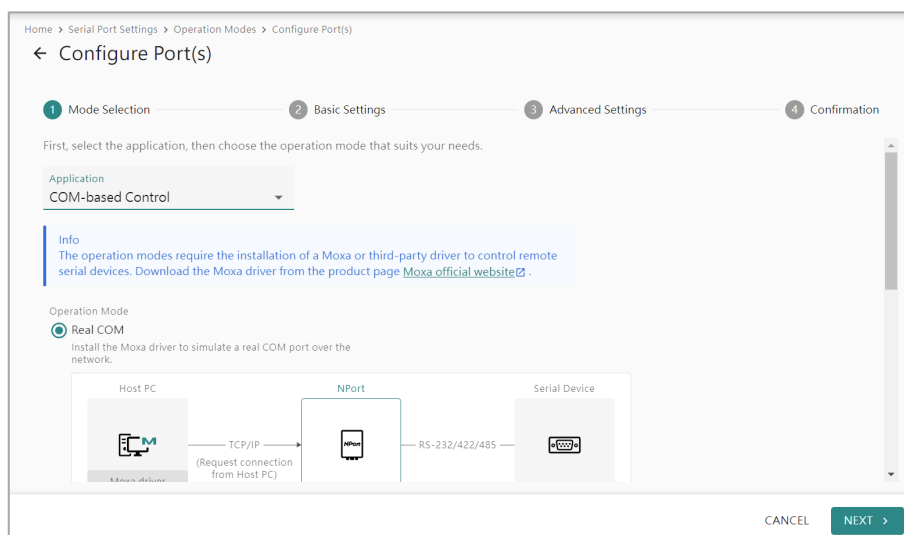 Home > Serial Port Settings > Operation Modes > Configure Port(s)
← Configure Port(s)
1 Mode Selection
2 Basic Settings
3 Advanced Settings
4 Confirmation
First, select the application, then choose the operation mode that suits your needs.
Application
COM-based Control
Info
The operation modes require the installation of a Moxa or third-party driver to control remote
serial devices. Download the Moxa driver from the product page Moxa official website .
Operation Mode
Real COM
Install the Moxa driver to simulate a real COM port over the
network.
Host PC
NPort
Serial Device
M
TCP/IP
NPort
RS-232/422/485
(Request connection
from Host PC)
Moxa driver
CANCEL
NEXT >